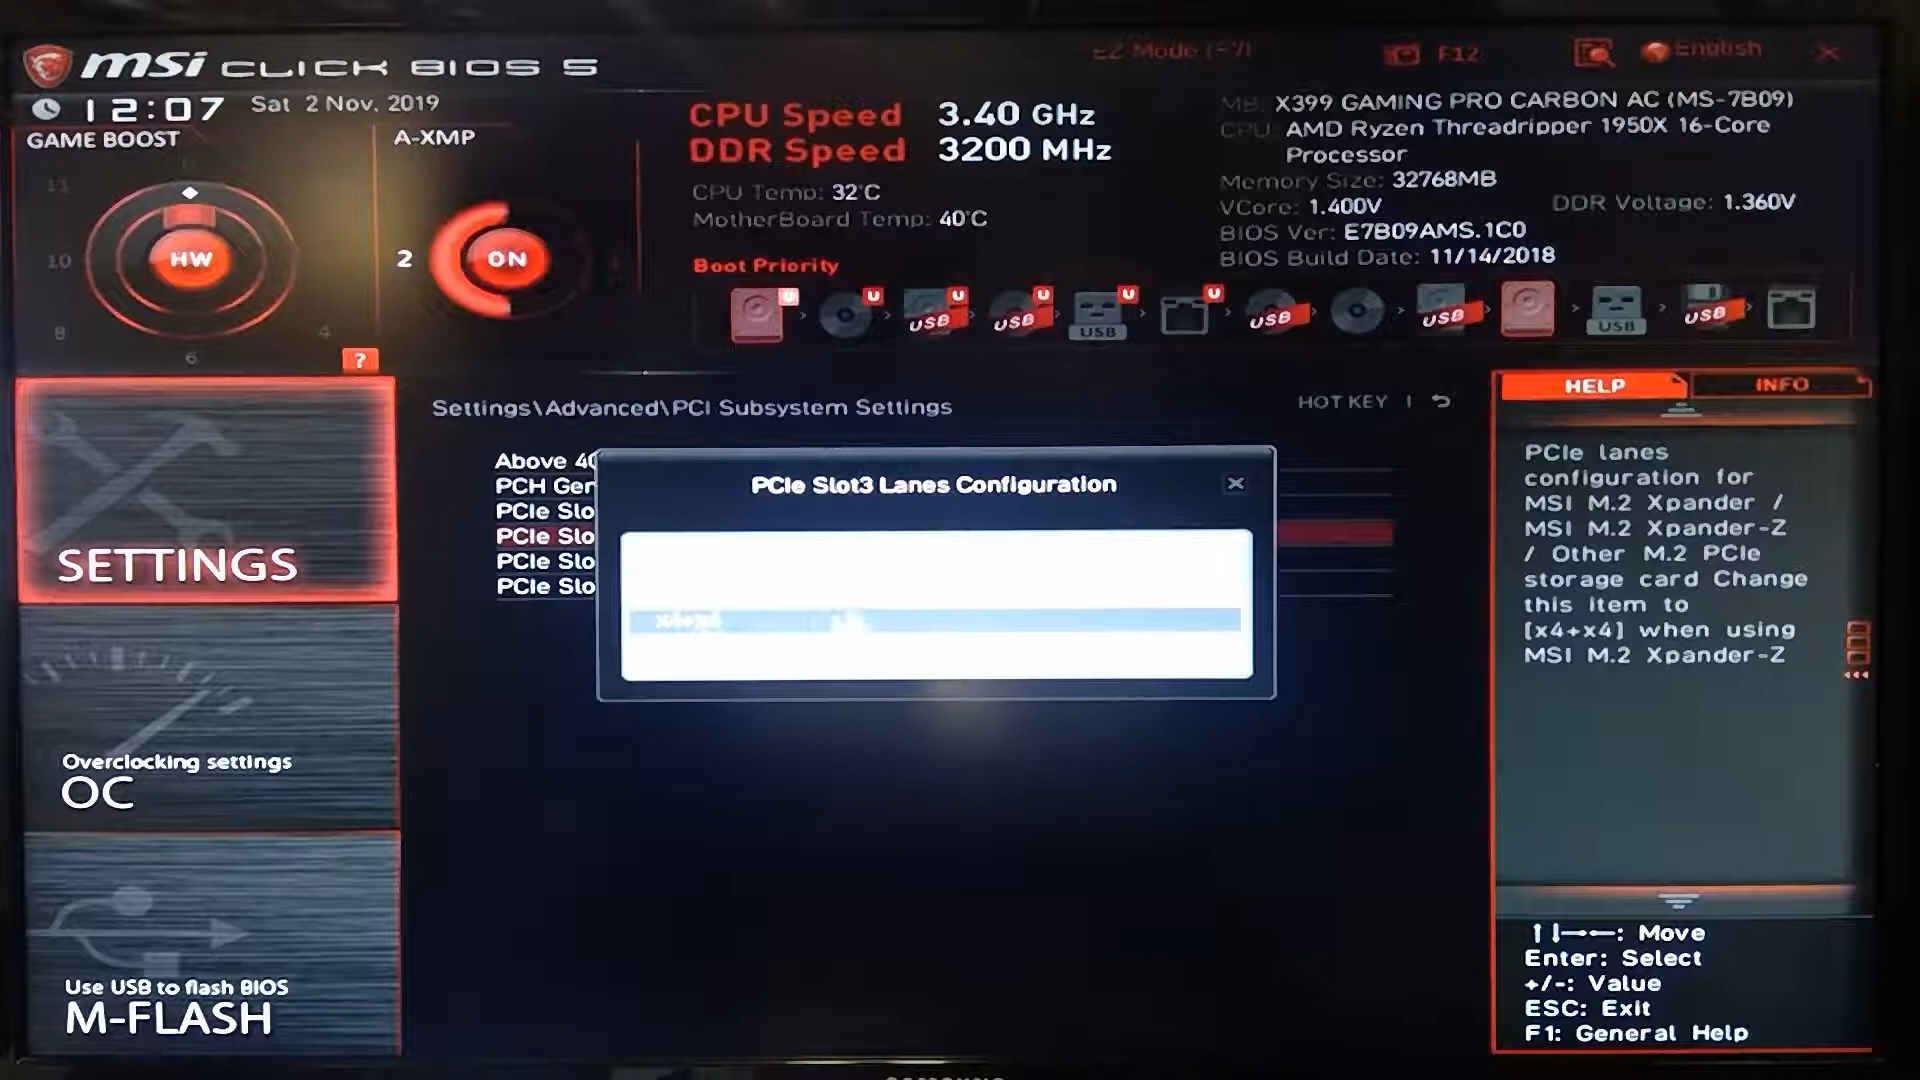 msi CLICK BIOS 5
EZ Mode (F7)
F12
English
12:07 Sat 2 Nov, 2019
GAME BOOST
A-XMP
11
10
8
6
4
HW
2
ON
?
CPU Speed 3.40 GHz
DDR Speed 3200 MHz
CPU Temp: 32°C
MotherBoard Temp: 40°C
MB: X399 GAMING PRO CARBON AC (MS-7B09)
CPU: AMD Ryzen Threadripper 1950X 16-Core
Processor
Memory Size: 32768MB
VCore: 1.400V
DDR Voltage: 1.360V
BIOS Ver: E7B09AMS.1C0
BIOS Build Date: 11/14/2018
Boot Priority
U U U U U U
USB USB USB USB USB USB USB
SETTINGS
Overclocking settings
OC
Use USB to flash BIOS
M-FLASH
Settings\Advanced\PCI Subsystem Settings
HOT KEY
Above 4
PCH Gen
PCIe Slo
PCIe Slo
PCIe Slo
PCIe Slo
PCIe Slot3 Lanes Configuration
HELP
INFO
PCIe lanes
configuration for
MSI M.2 Xpander /
MSI M.2 Xpander-Z
/ Other M.2 PCIe
storage card Change
this item to
[x4+x4] when using
MSI M.2 Xpander-Z
: Move
Enter: Select
+/-: Value
ESC: Exit
F1: General Help